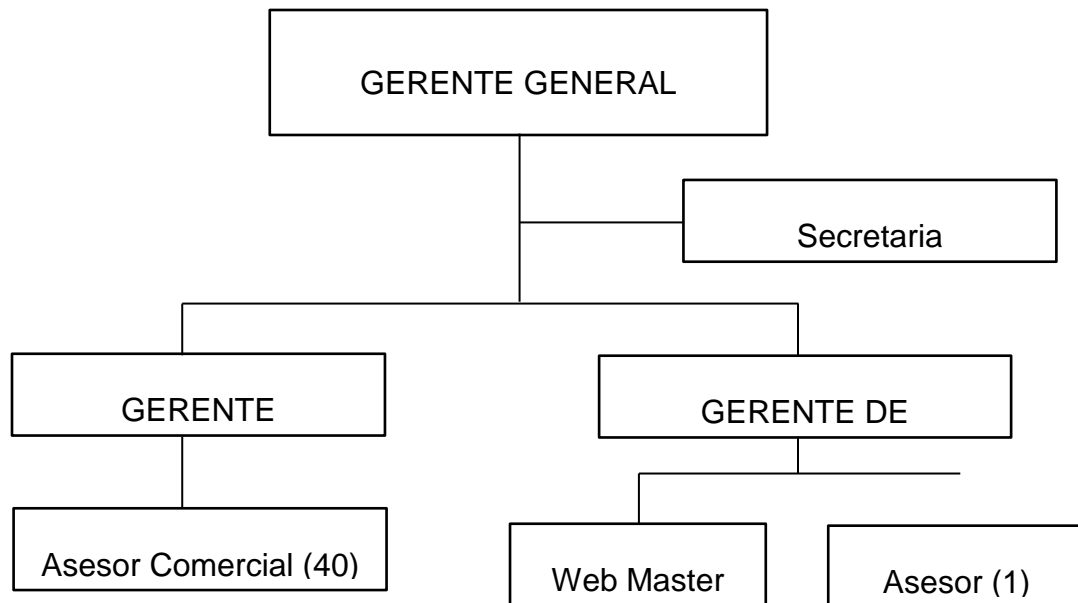 GERENTE GENERAL
Secretaria
GERENTE
GERENTE DE
Asesor Comercial (40)
Web Master
Asesor (1)